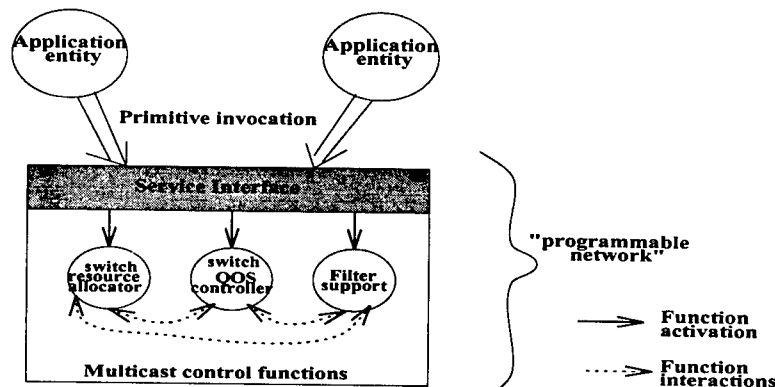 Application
entity
Application
entity
Primitive invocation
Service Interface
switch
resource
allocator
switch
QOS
controller
Filter
support
"programmable
network"
Function
activation
Multicast control functions
Function
interactions